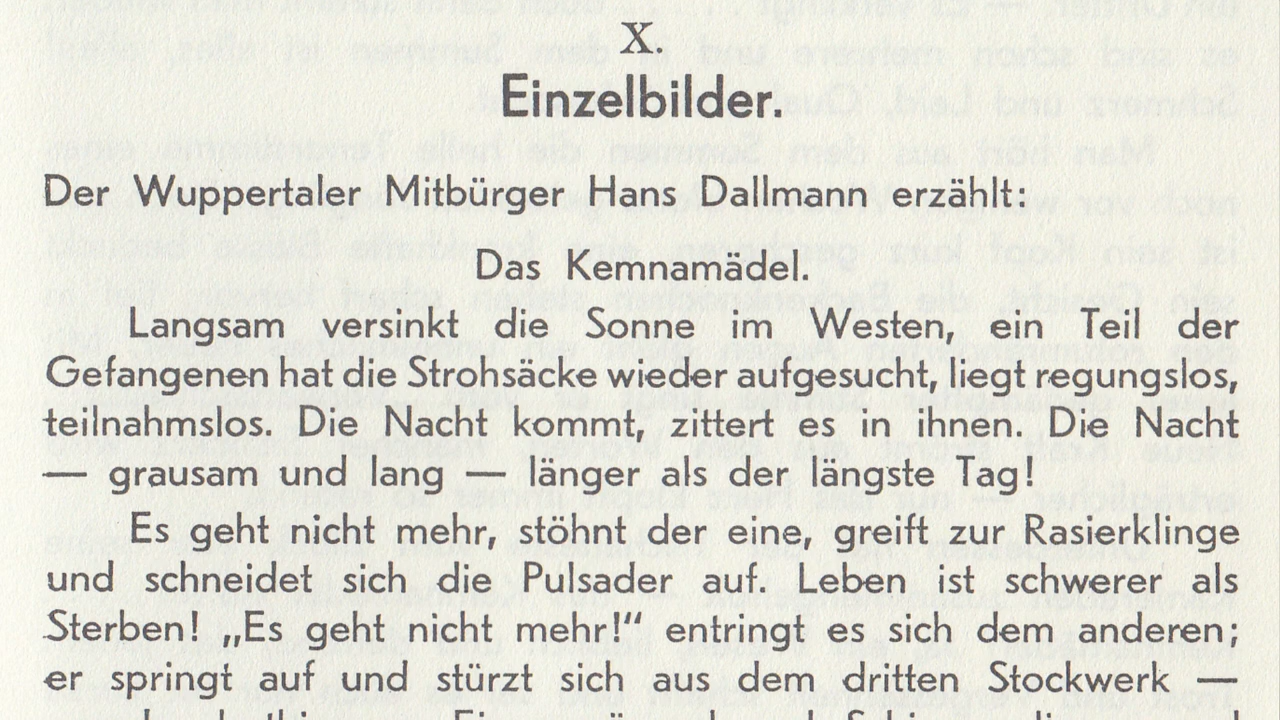 X.
Einzelbilder.
Der Wuppertaler Mitbürger Hans Dallmann erzählt:
Das Kemnamädel.
Langsam versinkt die Sonne im Westen, ein Teil der
Gefangenen hat die Strohsäcke wieder aufgesucht, liegt regungslos,
teilnahmslos. Die Nacht kommt, zittert es in ihnen. Die Nacht
— grausam und lang — länger als der längste Tag!
Es geht nicht mehr, stöhnt der eine, greift zur Rasierklinge
und schneidet sich die Pulsader auf. Leben ist schwerer als
Sterben! „Es geht nicht mehr!“ entringt es sich dem anderen;
er springt auf und stürzt sich aus dem dritten Stockwerk —